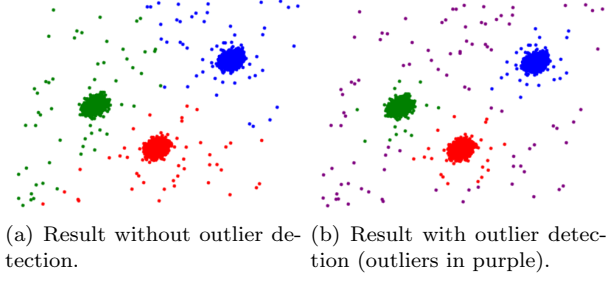 (a) Result without outlier de-
tection.
(b) Result with outlier detec-
tion (outliers in purple).